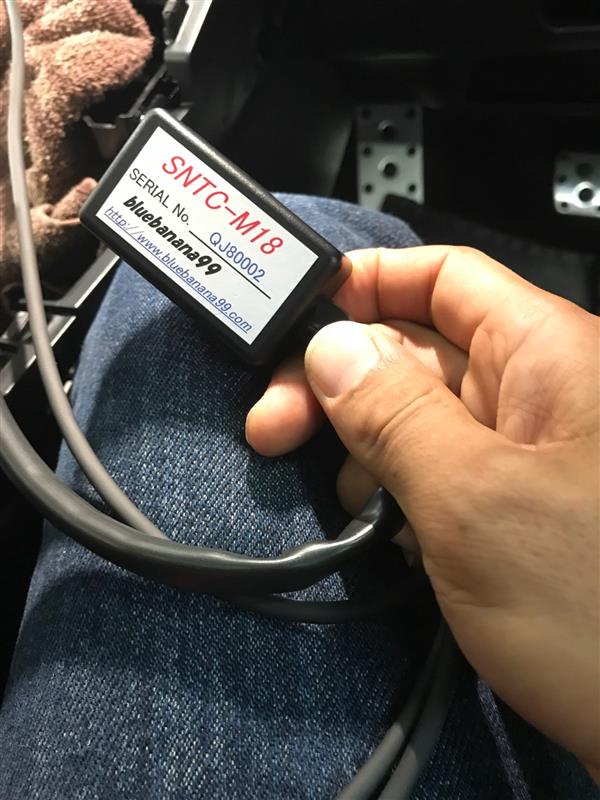 SNTC-M18
SERIAL No. QJ80002
bluebanana99
http://www.bluebanana99.com